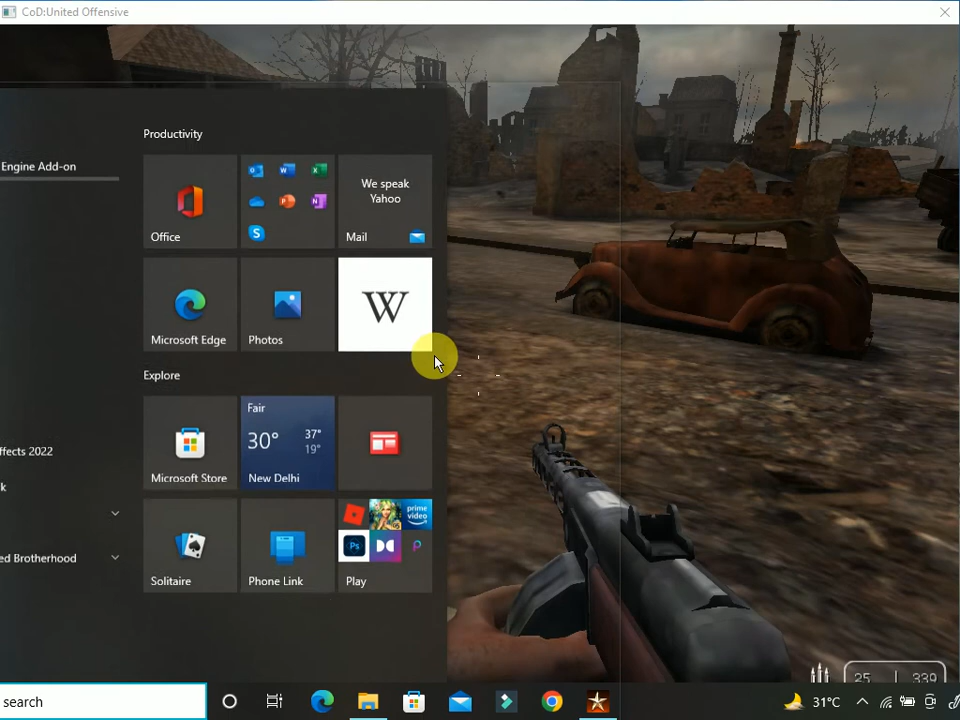 CoD:United Offensive
Productivity
Engine Add-on
We speak
Yahoo
Office
Mail
Microsoft Edge
Photos
W
Explore
Fair
30°
37°
19°
Microsoft Store
New Delhi
ffects 2022
k
prime video
Ps
ed Brotherhood
Solitaire
Phone Link
Play
25 | 339
search
31°C